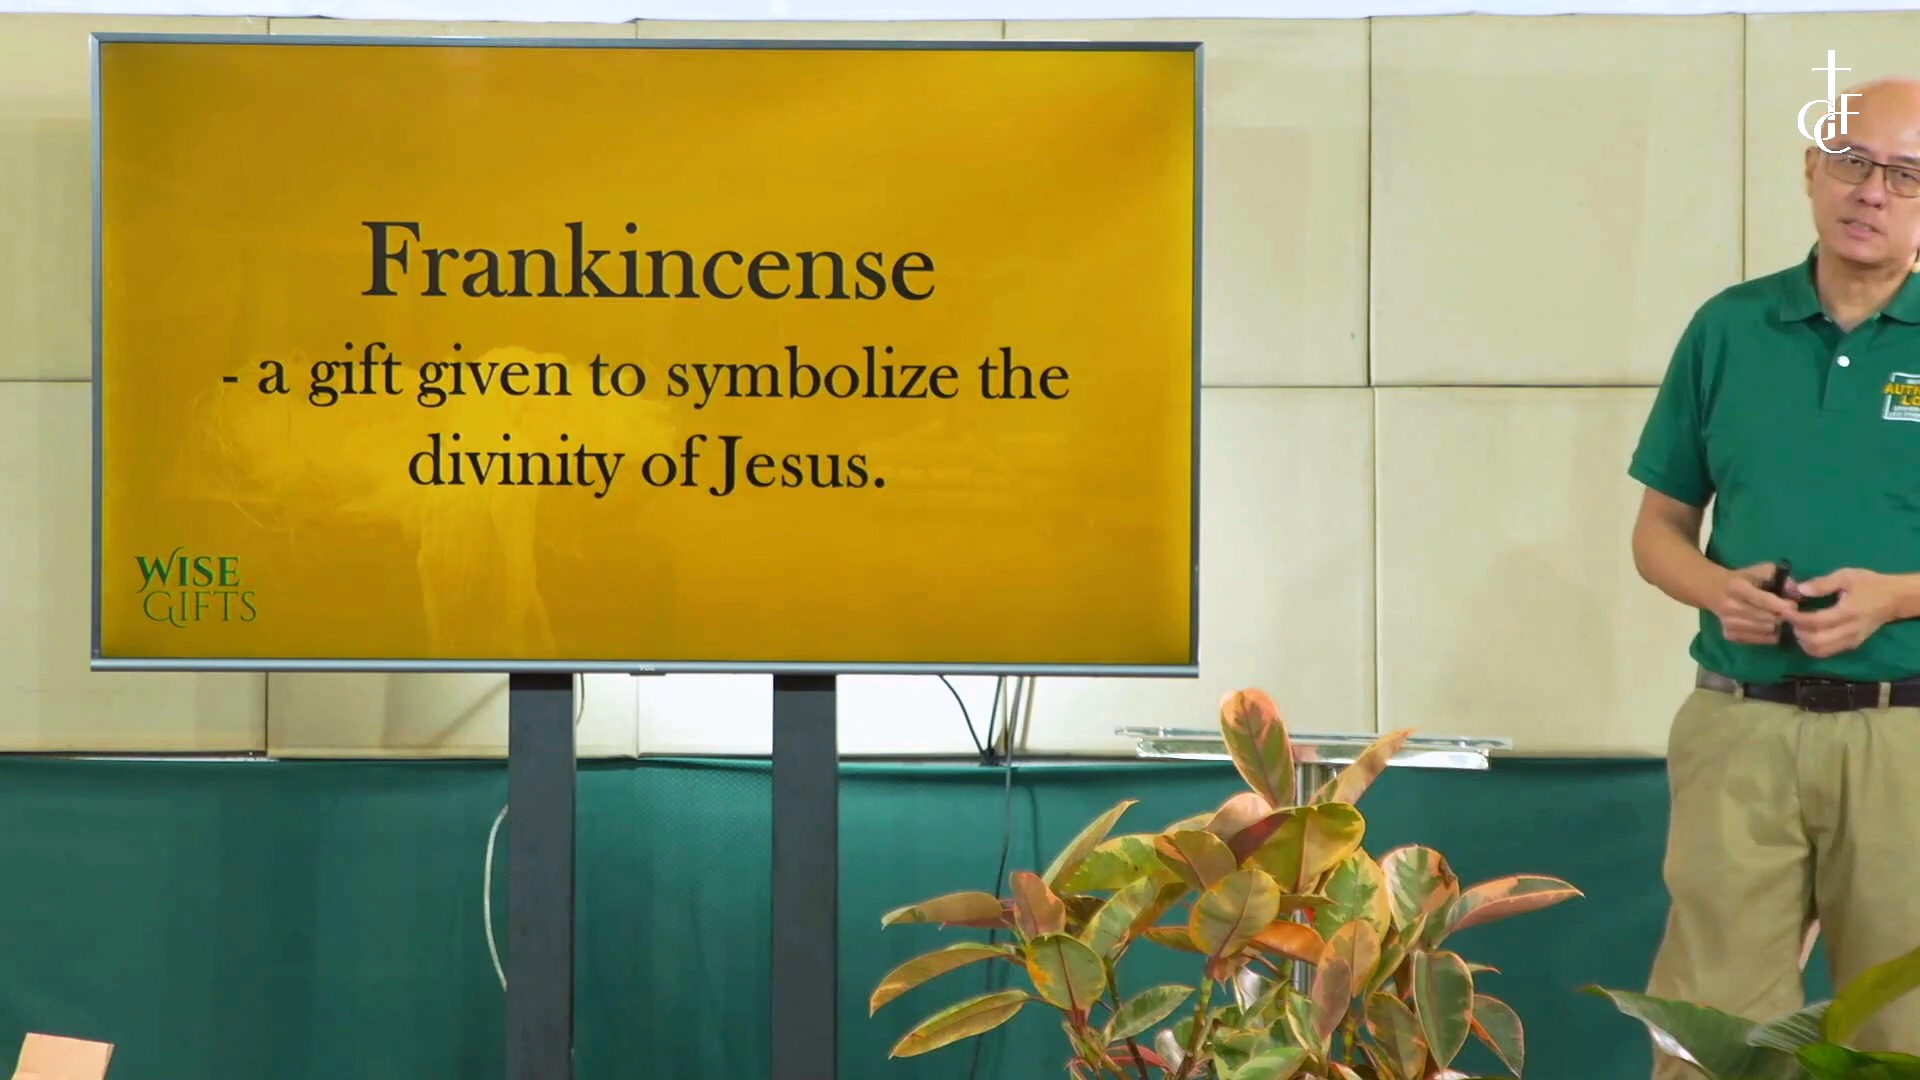 Frankincense
- a gift given to symbolize the
divinity of Jesus.
WISE
GIFTS